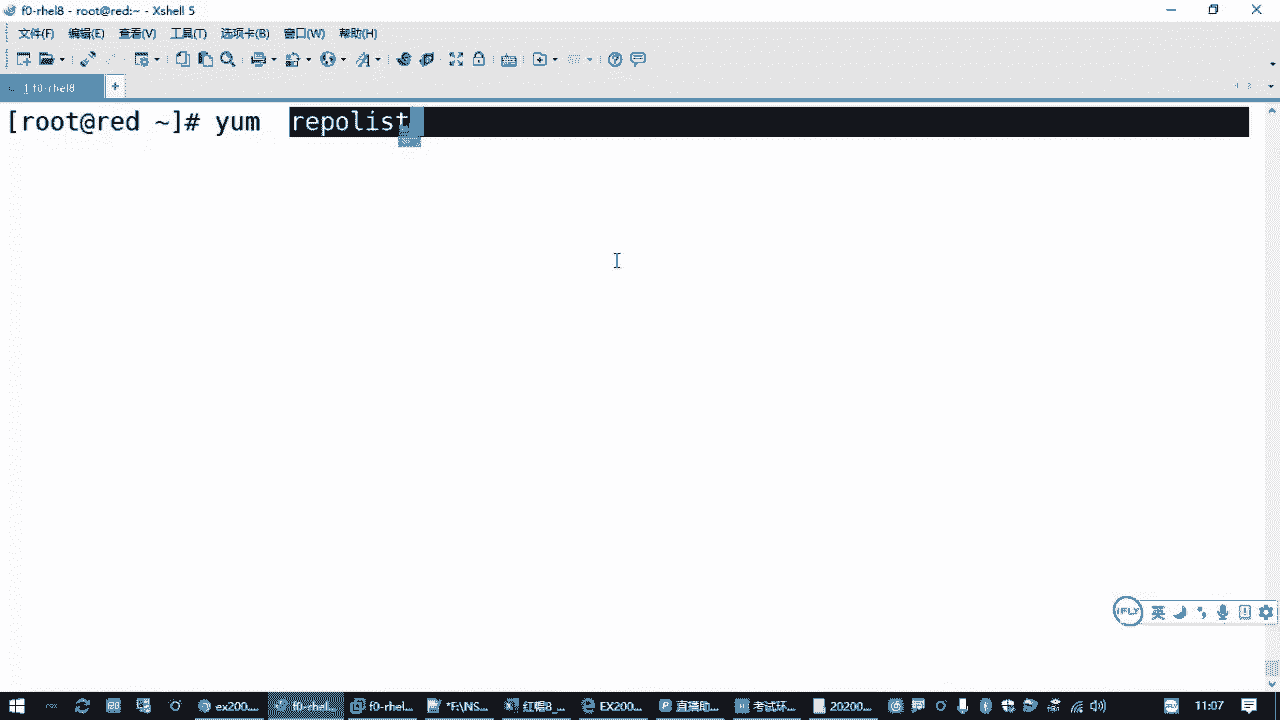 f0-rhel8 - root@red:~ - Xshell 5
文件(F) 编辑(E) 查看(V) 工具(T) 选项卡(B) 窗口(W) 帮助(H)
1 f0-rhel8
[root@red ~]# yum  repolist
iFLY 英
ex200... f0-rhel... f0-rhel... *F:\NS... 红帽8_... EX200... 直播助... 考试环... 20200... 11:07